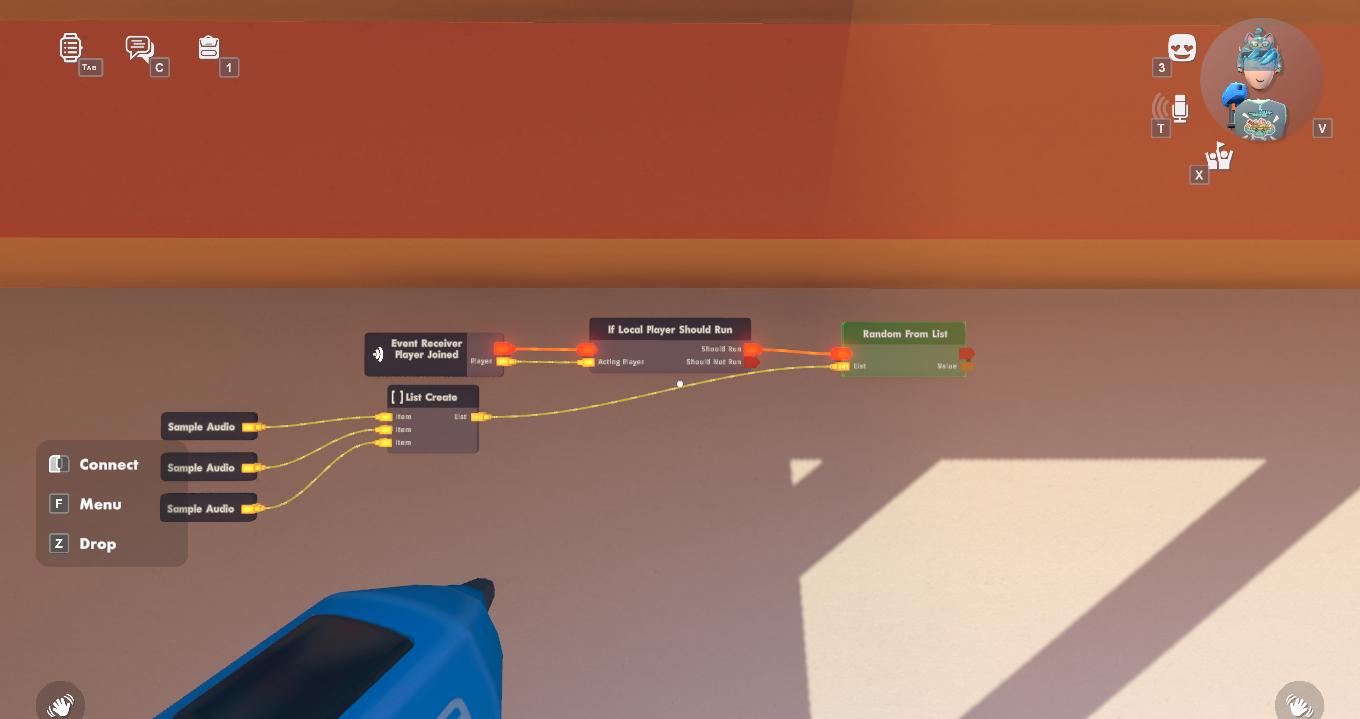 TAB
C
1
3
T
V
X
Event Receiver
Player Joined
Player
If Local Player Should Run
Should Run
Acting Player
Should Not Run
Random From List
List
Value
[ ] List Create
Item
List
Item
Item
Sample Audio
Sample Audio
Sample Audio
Connect
F
Menu
Z
Drop